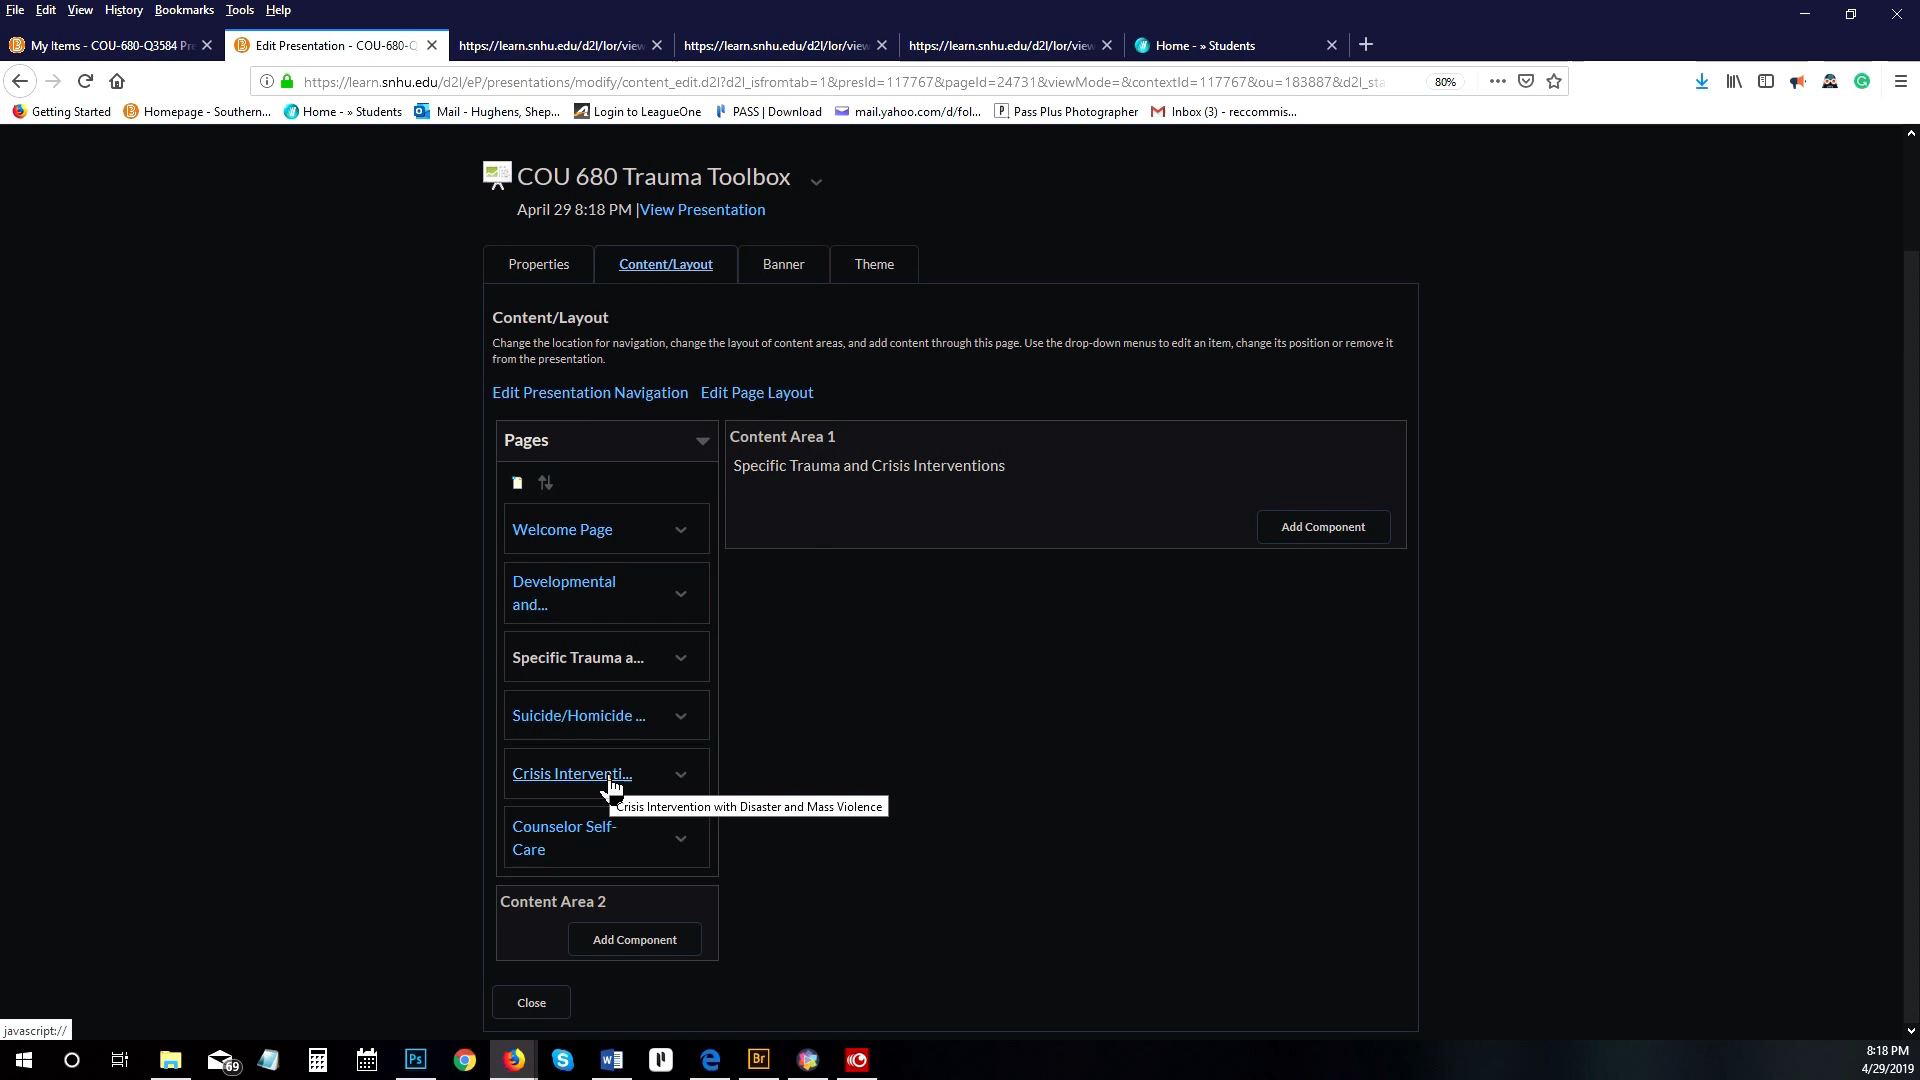 File Edit View History Bookmarks Tools Help
My Items - COU-680-Q3584 Pr
Edit Presentation - COU-680-Q
https://learn.snhu.edu/d2l/lor/view
https://learn.snhu.edu/d2l/lor/view
https://learn.snhu.edu/d2l/lor/view
Home - » Students
https://learn.snhu.edu/d2l/eP/presentations/modify/content_edit.d2l?d2l_isfromtab=1&presId=117767&pageId=24731&viewMode=&contextId=117767&ou=183887&d2l_sta
80%
Getting Started
Homepage - Southern...
Home - » Students
Mail - Hughens, Shep...
Login to LeagueOne
PASS | Download
mail.yahoo.com/d/fol...
Pass Plus Photographer
Inbox (3) - reccommis...
COU 680 Trauma Toolbox
April 29 8:18 PM |View Presentation
Properties
Content/Layout
Banner
Theme
Content/Layout
Change the location for navigation, change the layout of content areas, and add content through this page. Use the drop-down menus to edit an item, change its position or remove it
from the presentation.
Edit Presentation Navigation Edit Page Layout
Pages
Content Area 1
Specific Trauma and Crisis Interventions
Add Component
Welcome Page
Developmental
and...
Specific Trauma a...
Suicide/Homicide ...
Crisis Interventi...
Crisis Intervention with Disaster and Mass Violence
Counselor Self-
Care
Content Area 2
Add Component
Close
javascript://
69
Ps
Br
8:18 PM
4/29/2019